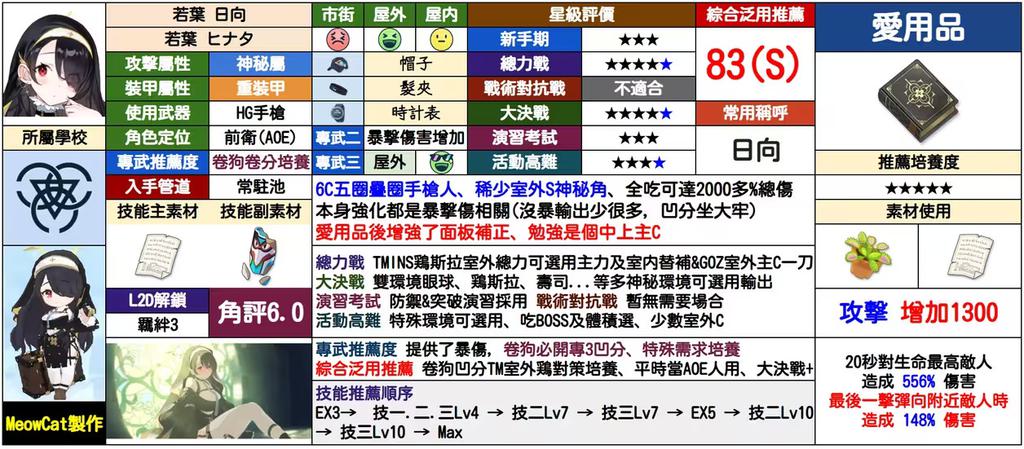 若葉 日向
若葉 ヒナタ
攻擊屬性 神秘屬
裝甲屬性 重裝甲
使用武器 HG手槍
所屬學校
角色定位 前衛(AOE)
專武推薦度 卷狗卷分培養
入手管道 常駐池
技能主素材 技能副素材
L2D解鎖
羈絆3
角評6.0
MeowCat製作
市街 屋外 屋内
帽子
髮夾
時計表
專武二 暴擊傷害增加
專武三 屋外
星級評價
新手期 ★★★
總力戰 ★★★★★
戰術對抗戰 不適合
大決戰 ★★★★★
演習考試 ★★★
活動高難 ★★★★
綜合泛用推薦
83(S)
常用稱呼
日向
6C五圈疊圈手槍人、稀少室外S神秘角、全吃可達2000多%總傷
本身強化都是暴擊傷相關(沒暴輸出少很多, 凹分坐大牢)
愛用品後增強了面板補正、勉強是個中上主C
總力戰 TMINS鶏斯拉室外總力可選用主力及室内替補&GOZ室外主C一刀
大決戰 雙環境眼球、鶏斯拉、壽司...等多神秘環境可選用輸出
演習考試 防禦&突破演習採用 戰術對抗戰 暫無需要場合
活動高難 特殊環境可選用、吃BOSS及體積選、少數室外C
專武推薦度 提供了暴傷, 卷狗必開專3凹分、特殊需求培養
綜合泛用推薦 卷狗凹分TM室外鶏對策培養、平時當AOE人用、大決戰+
技能推薦順序
EX3→ 技一.二.三Lv4 → 技二Lv7 → 技三Lv7 → EX5 → 技二Lv10
→ 技三Lv10 → Max
愛用品
推薦培養度
★★★★★
素材使用
攻擊 增加1300
20秒對生命最高敵人
造成 556% 傷害
最後一擊彈向附近敵人時
造成 148% 傷害